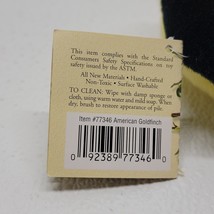 This item complies with the Standard
Consumers Safety Specifications on toy
safety issued by the ASTM.
All New Materials • Hand-Crafted
Non-Toxic • Surface Washable
TO CLEAN: Wipe with damp sponge or
cloth, using warm water and mild soap. When
dry, brush to restore appearance of pile.
Item #77346 American Goldfinch
0 92389 77346 0